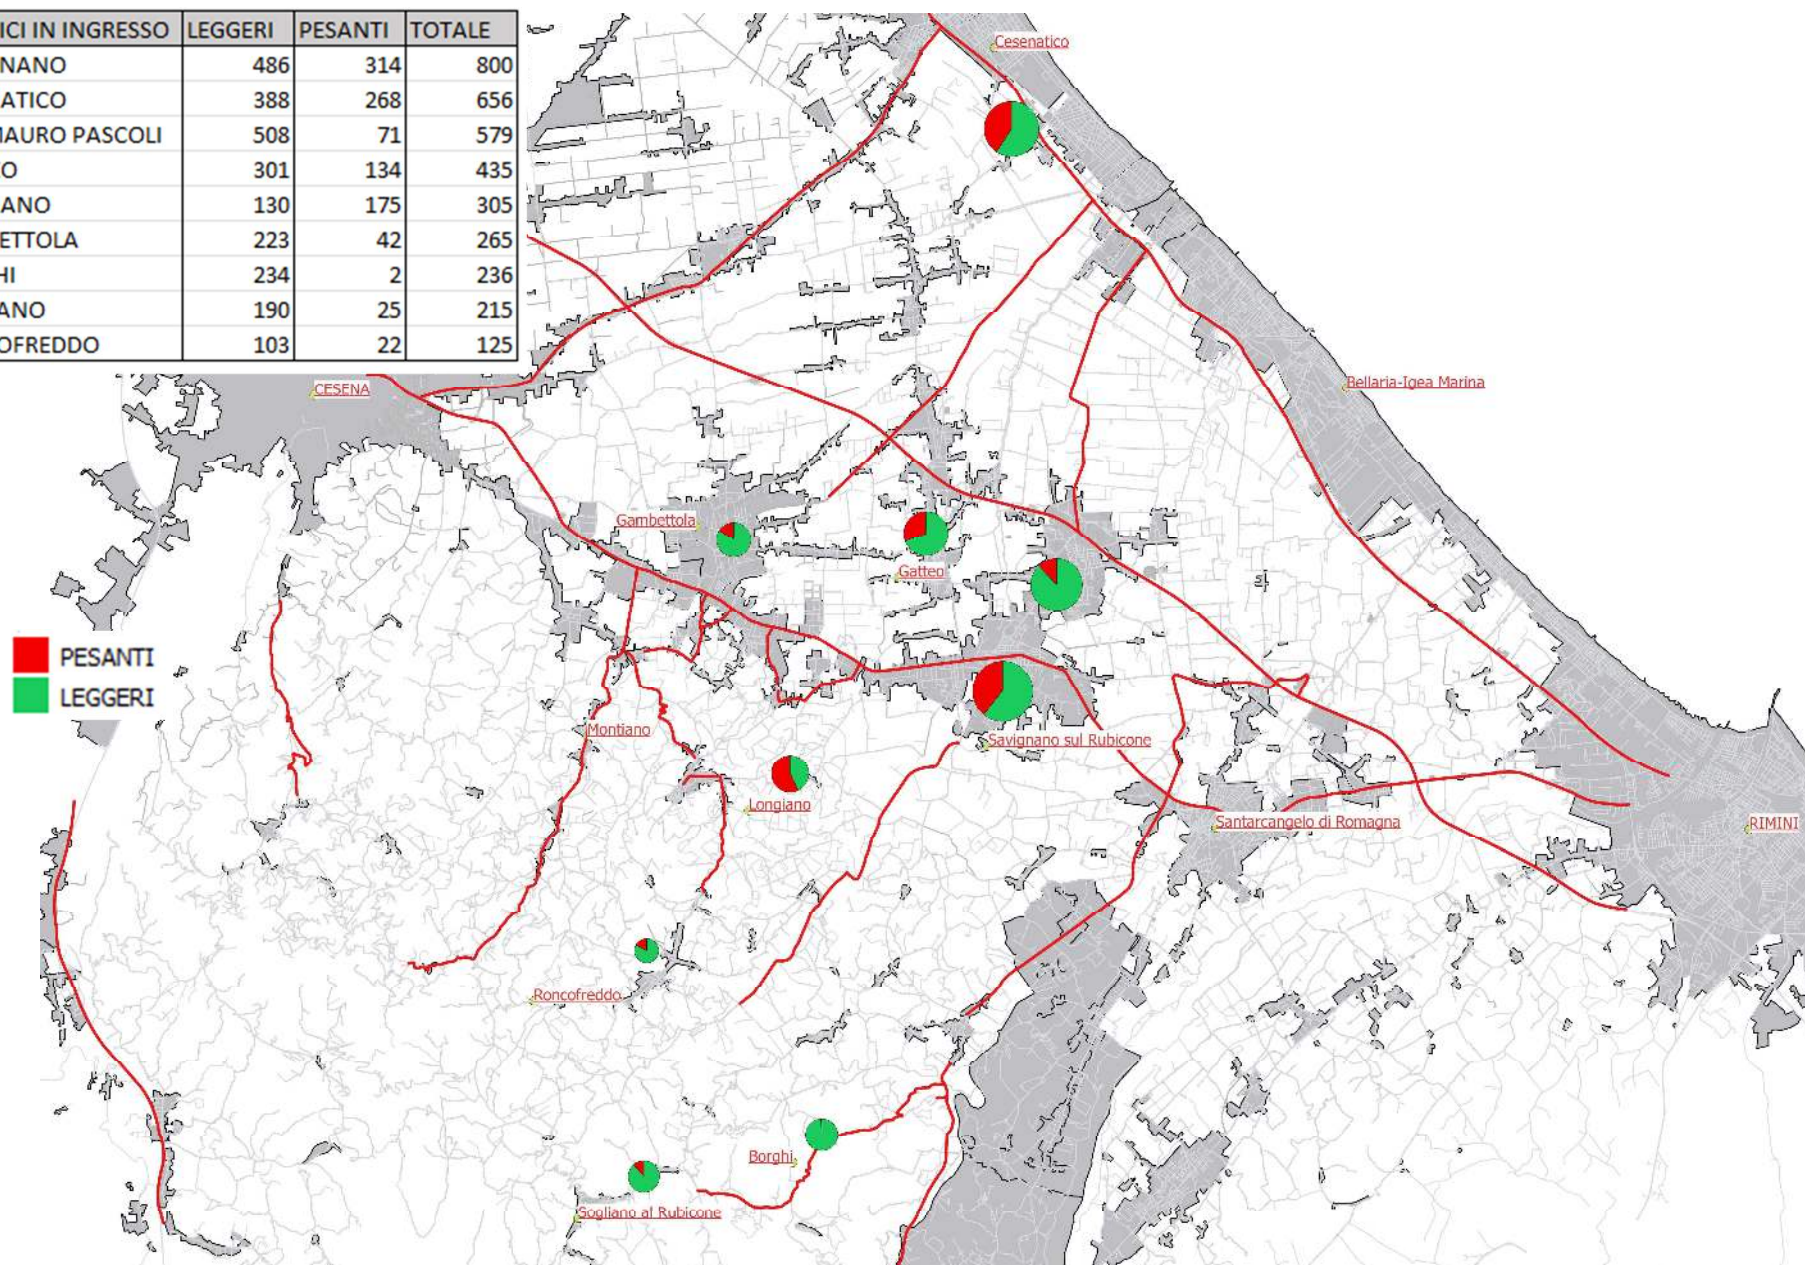 ICI IN INGRESSO LEGGERI PESANTI TOTALE
NANO 486 314 800
ATICO 388 268 656
MAURO PASCOLI 508 71 579
O 301 134 435
ANO 130 175 305
ETTOLA 223 42 265
HI 234 2 236
ANO 190 25 215
OFREDDO 103 22 125
Cesenatico
CESENA
Bellaria-Igea Marina
Gambettola
Gatteo
PESANTI
LEGGERI
Montiano
Savignano sul Rubicone
Longiano
Santarcangelo di Romagna
RIMINI
Roncofreddo
Borghi
Sogliano al Rubicone